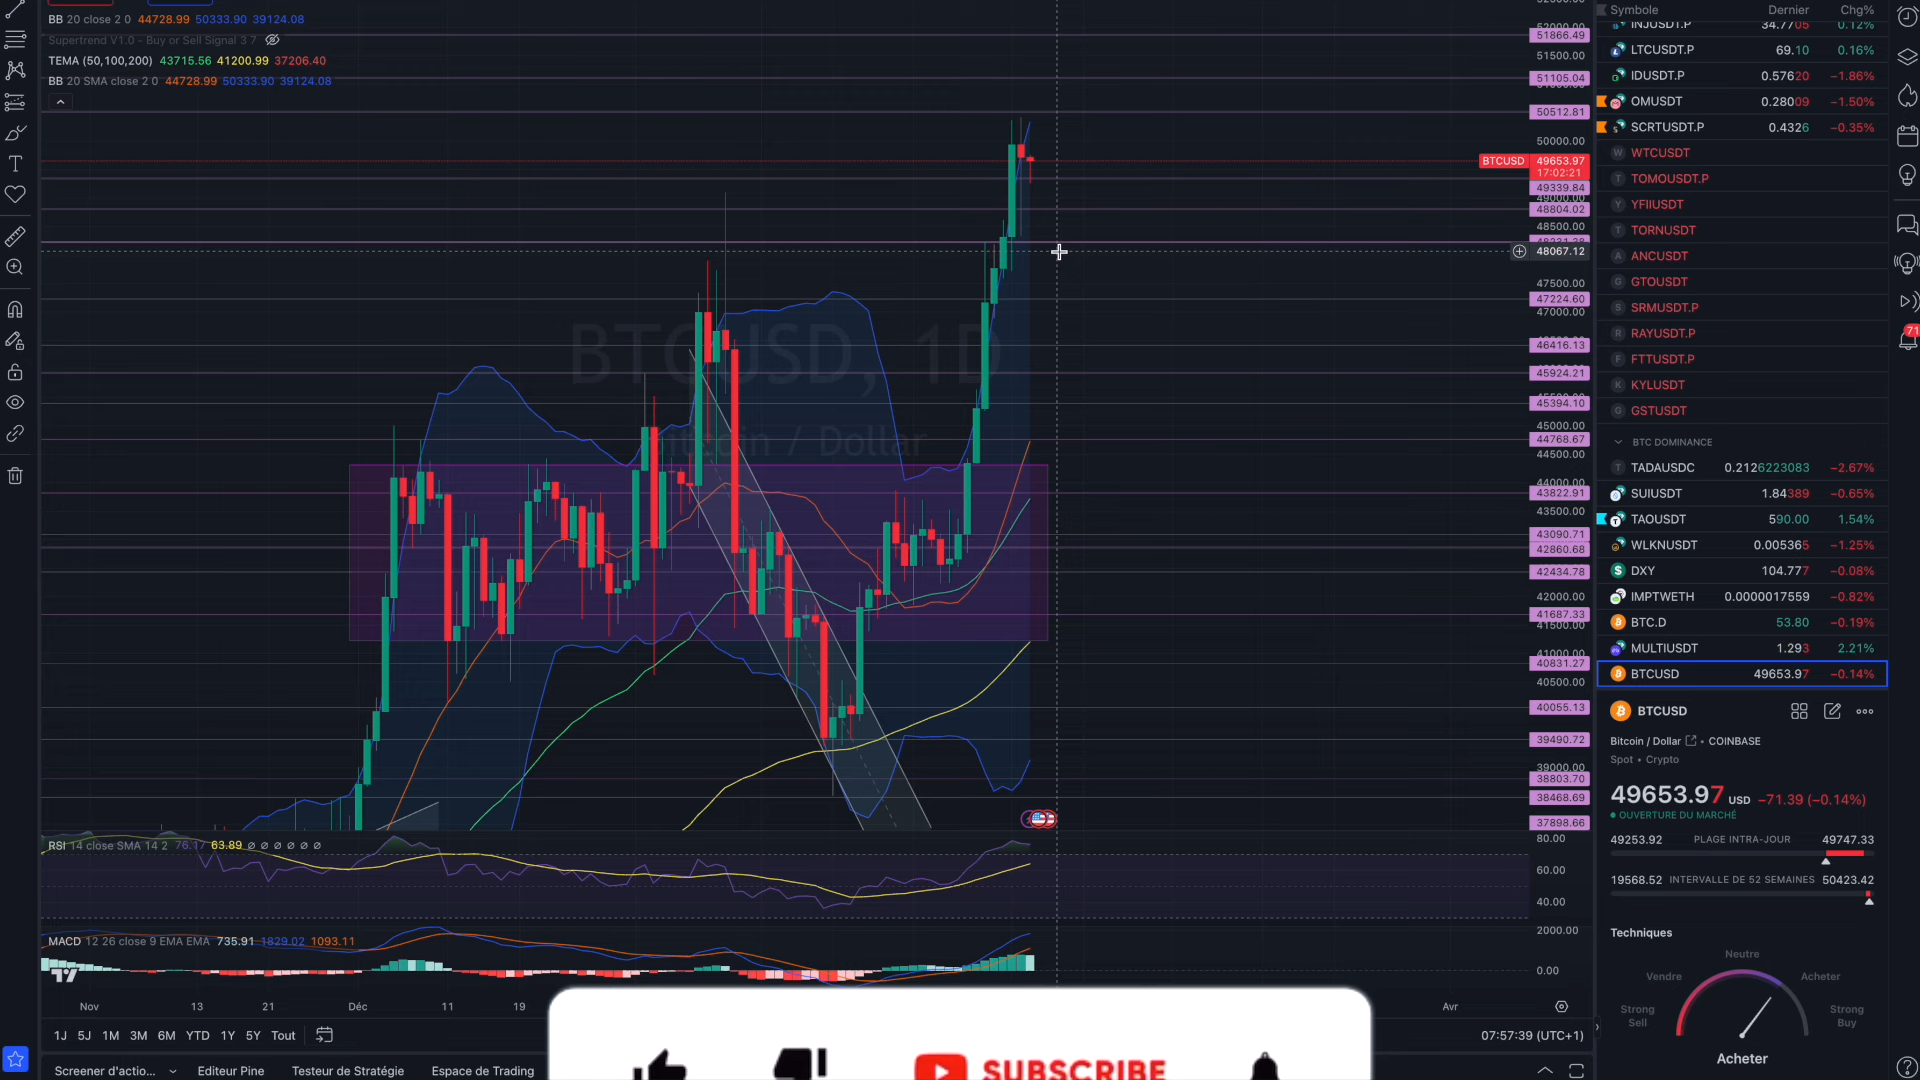 BB 20 close 2 0 44728.99 50333.90 39124.08
Supertrend V1.0 - Buy or Sell Signal 3 7
TEMA (50,100,200) 43715.56 41200.99 37206.40
BB 20 SMA close 2 0 44728.99 50333.90 39124.08
BTCUSD, 1D
Bitcoin / Dollar
52000.00
51866.49
51500.00
51105.04
50512.81
50000.00
BTCUSD 49653.97
17:02:21
49339.84
49000.00
48804.02
48500.00
48067.12
47500.00
47224.60
47000.00
46416.13
45924.21
45394.10
45000.00
44768.67
44500.00
44000.00
43822.91
43500.00
43090.71
42860.68
42434.78
42000.00
41687.33
41500.00
41000.00
40831.27
40500.00
40055.13
39490.72
39000.00
38803.70
38468.69
37898.66
RSI 14 close SMA 14 2 76.17 63.89 ∅ ∅ ∅ ∅ ∅ ∅
80.00
60.00
40.00
MACD 12 26 close 9 EMA EMA 735.91 1829.02 1093.11
2000.00
0.00
Nov 13 21 Déc 11 19 Avr
1J 5J 1M 3M 6M YTD 1Y 5Y Tout
07:57:39 (UTC+1)
Screener d'actio... Editeur Pine Testeur de Stratégie Espace de Trading
SUBSCRIBE
Symbole Dernier Chg%
INJUSDT.P 34.7705 0.12%
LTCUSDT.P 69.10 0.16%
IDUSDT.P 0.57620 −1.86%
OMUSDT 0.28009 −1.50%
SCRTUSDT.P 0.4326 −0.35%
W WTCUSDT
T TOMOUSDT.P
Y YFIIUSDT
T TORNUSDT
A ANCUSDT
G GTOUSDT
S SRMUSDT.P
R RAYUSDT.P
F FTTUSDT.P
K KYLUSDT
G GSTUSDT
BTC DOMINANCE
T TADAUSDC 0.2126223083 −2.67%
SUIUSDT 1.84389 −0.65%
TAOUSDT 590.00 1.54%
WLKNUSDT 0.005365 −1.25%
DXY 104.777 −0.08%
IMPTWETH 0.0000017559 −0.82%
BTC.D 53.80 −0.19%
MULTIUSDT 1.293 2.21%
BTCUSD 49653.97 −0.14%
BTCUSD
Bitcoin / Dollar • COINBASE
Spot • Crypto
49653.97 USD −71.39 (−0.14%)
OUVERTURE DU MARCHÉ
49253.92 PLAGE INTRA-JOUR 49747.33
19568.52 INTERVALLE DE 52 SEMAINES 50423.42
Techniques
Neutre
Vendre Acheter
Strong Sell Strong Buy
Acheter
71